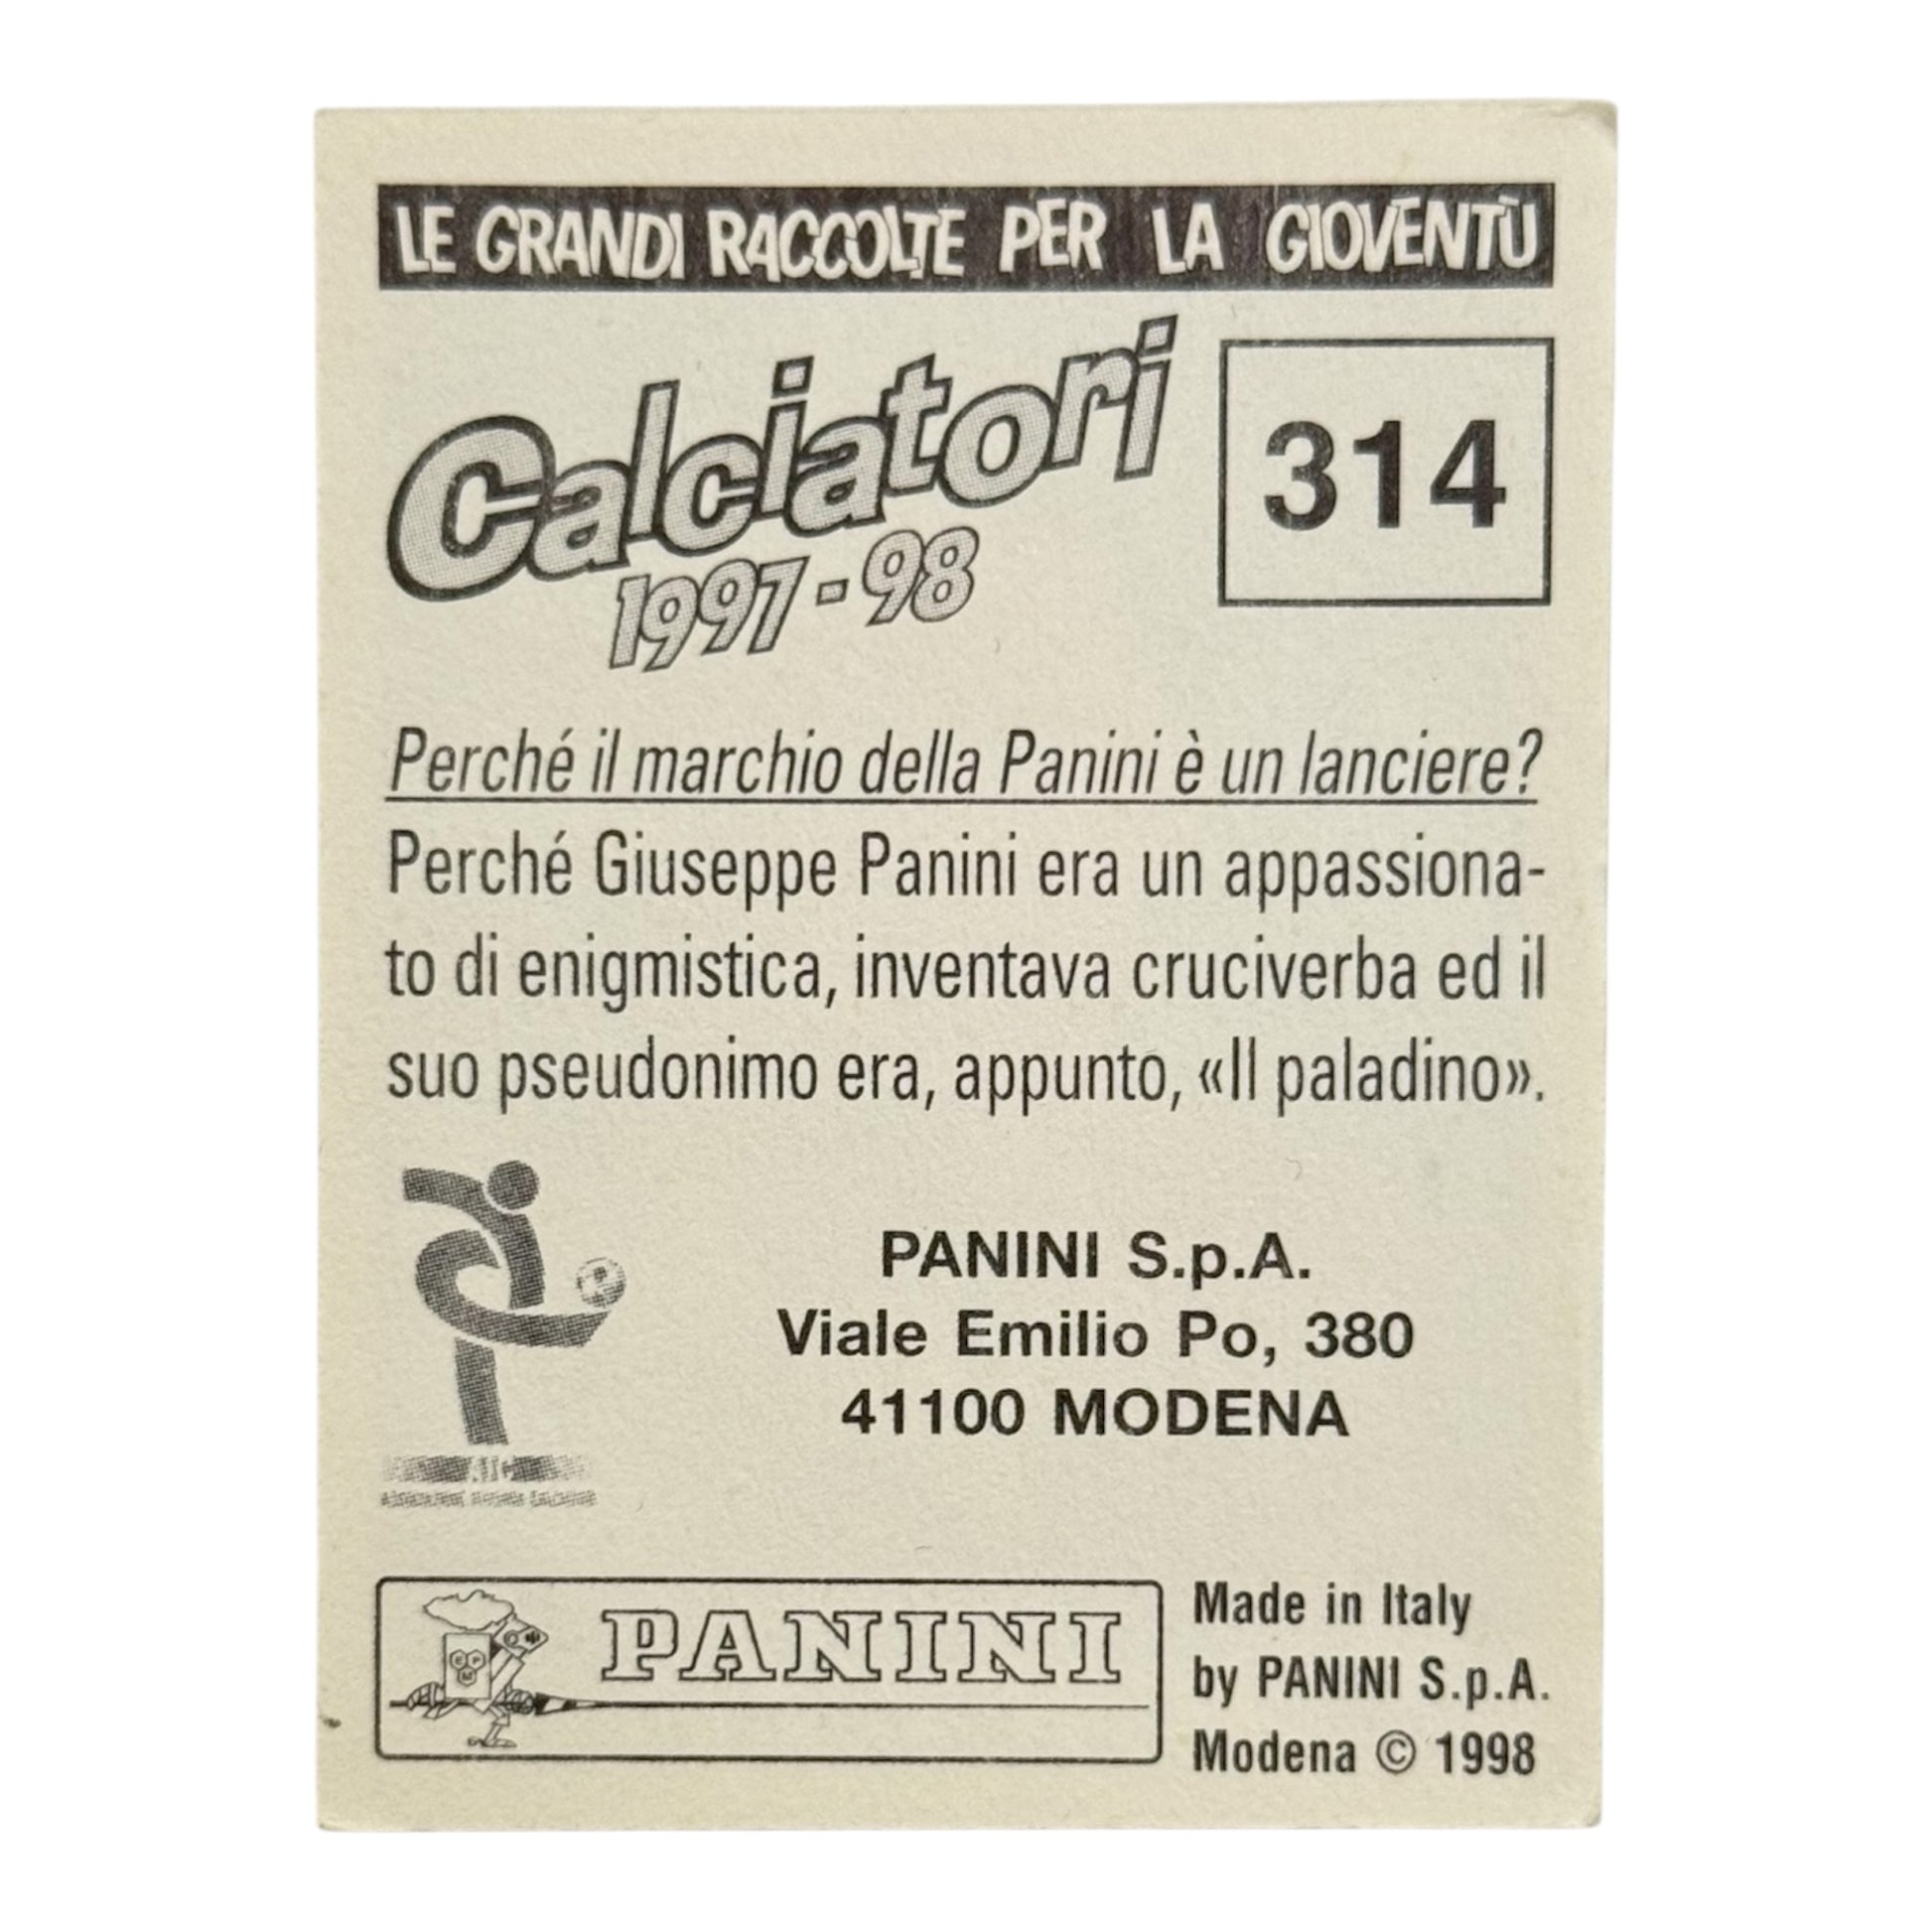 LE GRANDI RACCOLTE PER LA GIOVENTÙ
Calciatori
1997-98
314
Perché il marchio della Panini è un lanciere?
Perché Giuseppe Panini era un appassiona-
to di enigmistica, inventava cruciverba ed il
suo pseudonimo era, appunto, «Il paladino».
PANINI S.p.A.
Viale Emilio Po, 380
41100 MODENA
PANINI
Made in Italy
by PANINI S.p.A.
Modena © 1998